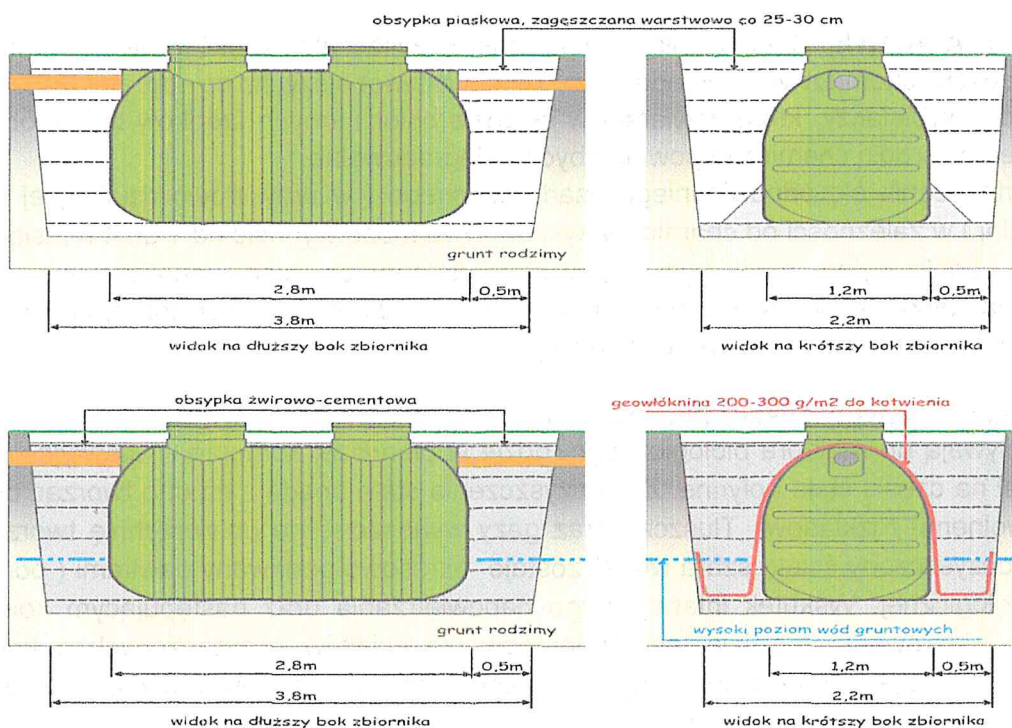 obsypka piaskowa, zagęszczana warstwowo co 25-30 cm
grunt rodzimy
2,8m
0,5m
1,2m
0,5m
3,8m
2,2m
widok na dłuższy bok zbiornika
widok na krótszy bok zbiornika
obsypka żwirowo-cementowa
geowłóknina 200-300 g/m2 do kotwienia
grunt rodzimy
wysoki poziom wód gruntowych
2,8m
0,5m
1,2m
0,5m
3,8m
2,2m
widok na dłuższy bok zbiornika
widok na krótszy bok zbiornika